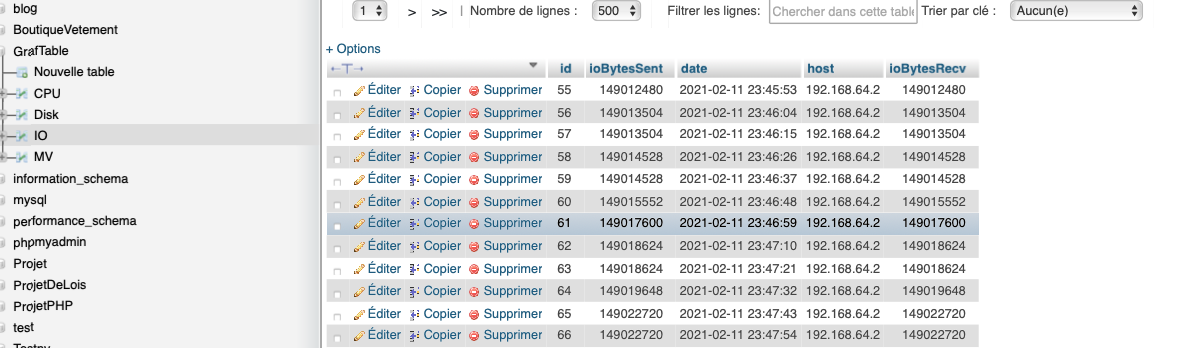 blog
BoutiqueVetement
GrafTable
Nouvelle table
CPU
Disk
IO
MV
information_schema
mysql
performance_schema
phpmyadmin
Projet
ProjetDeLois
ProjetPHP
test
1 > >> | Nombre de lignes : 500 Filtrer les lignes: Chercher dans cette table Trier par clé : Aucun(e)
+ Options
←T→ id ioBytesSent date host ioBytesRecv
Éditer Copier Supprimer 55 149012480 2021-02-11 23:45:53 192.168.64.2 149012480
Éditer Copier Supprimer 56 149013504 2021-02-11 23:46:04 192.168.64.2 149013504
Éditer Copier Supprimer 57 149013504 2021-02-11 23:46:15 192.168.64.2 149013504
Éditer Copier Supprimer 58 149014528 2021-02-11 23:46:26 192.168.64.2 149014528
Éditer Copier Supprimer 59 149014528 2021-02-11 23:46:37 192.168.64.2 149014528
Éditer Copier Supprimer 60 149015552 2021-02-11 23:46:48 192.168.64.2 149015552
Éditer Copier Supprimer 61 149017600 2021-02-11 23:46:59 192.168.64.2 149017600
Éditer Copier Supprimer 62 149018624 2021-02-11 23:47:10 192.168.64.2 149018624
Éditer Copier Supprimer 63 149018624 2021-02-11 23:47:21 192.168.64.2 149018624
Éditer Copier Supprimer 64 149019648 2021-02-11 23:47:32 192.168.64.2 149019648
Éditer Copier Supprimer 65 149022720 2021-02-11 23:47:43 192.168.64.2 149022720
Éditer Copier Supprimer 66 149022720 2021-02-11 23:47:54 192.168.64.2 149022720